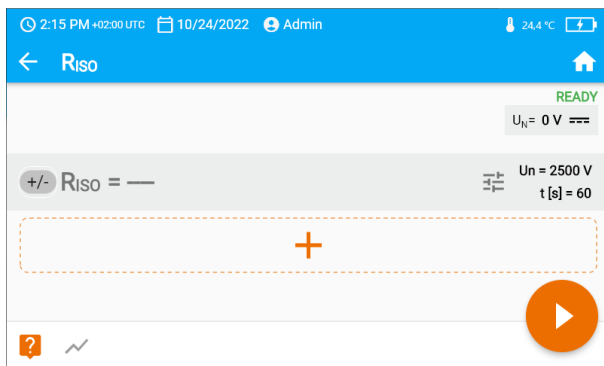 2:15 PM +02:00 UTC 10/24/2022 Admin 24,4 °C
RISO
READY
UN= 0 V
+/- RISO = ––
Un = 2500 V
t [s] = 60
+
?